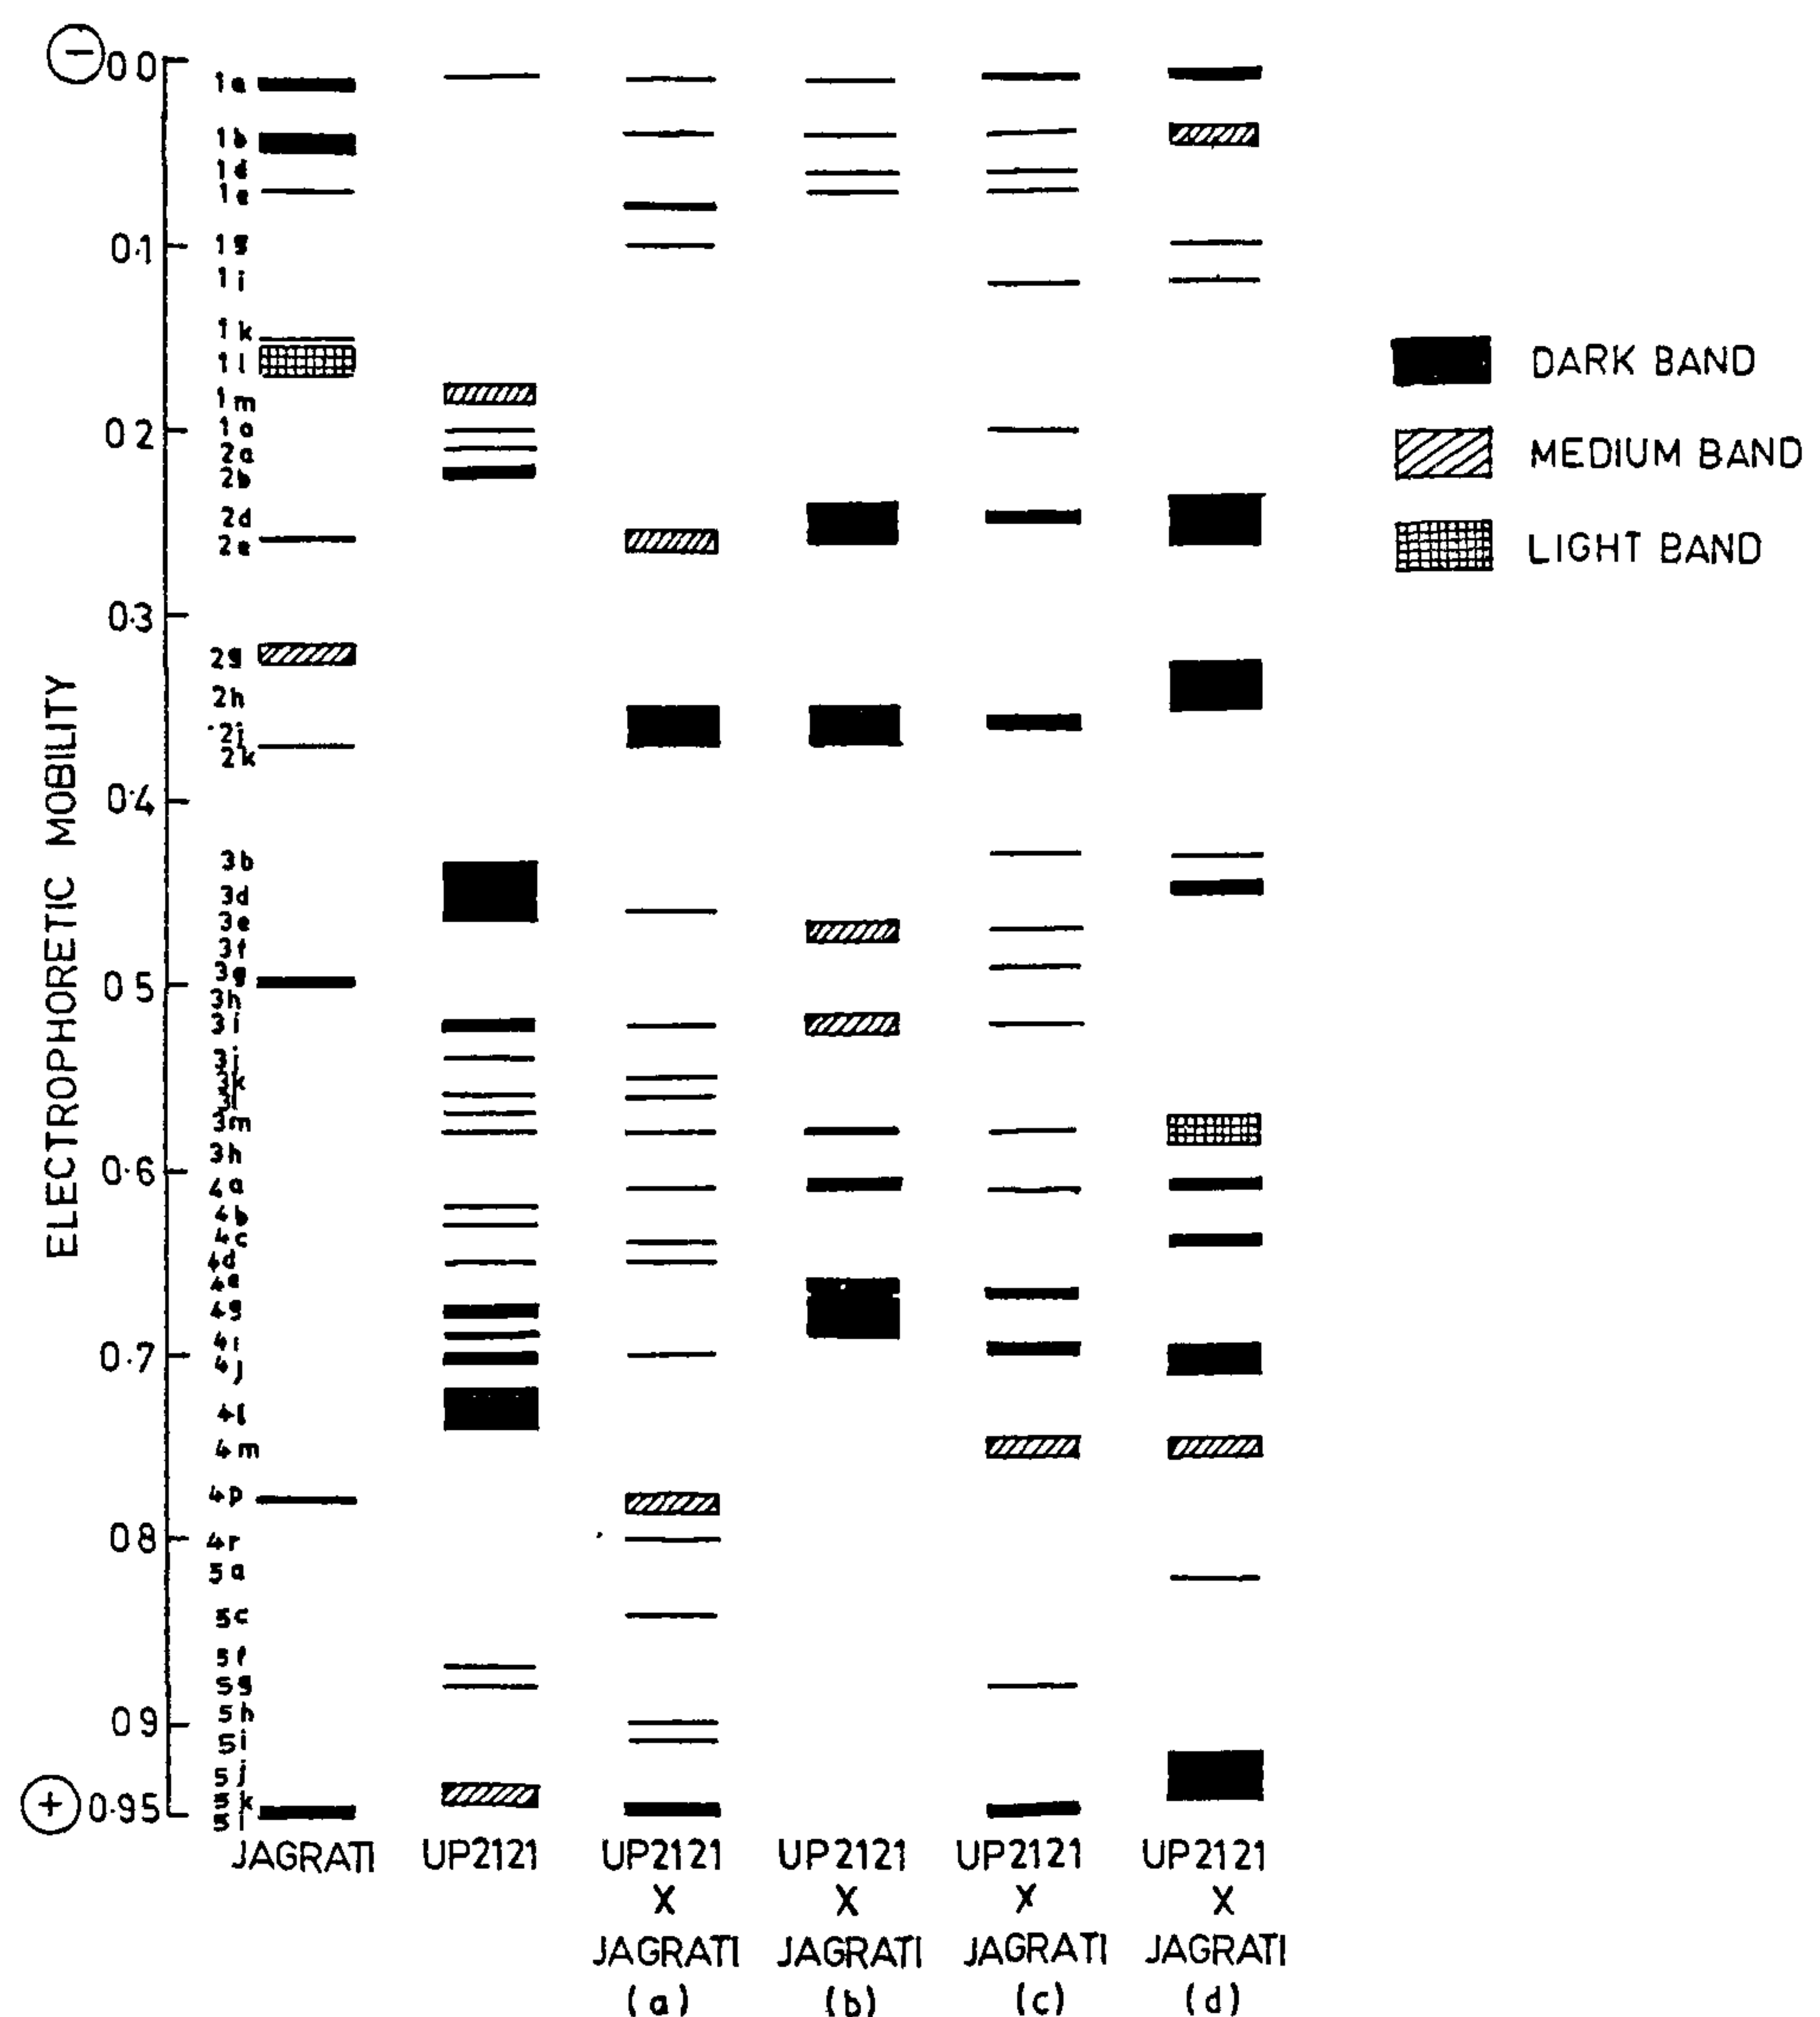 ELECTROPHORETIC MOBILITY
−
0.0
0.1
0.2
0.3
0.4
0.5
0.6
0.7
0.8
0.9
+ 0.95
1a
1b
1d
1e
1g
1i
1k
1l
1m
1o
2a
2b
2d
2e
2g
2h
2j
2k
3b
3d
3e
3f
3g
3h
3i
3j
3k
3m
3h
4a
4b
4c
4d
4e
4g
4i
4j
4l
4m
4p
4r
5a
5c
5f
5g
5h
5i
5j
5k
5l
DARK BAND
MEDIUM BAND
LIGHT BAND
JAGRATI
UP2121
UP2121
X
JAGRATI
(a)
UP2121
X
JAGRATI
(b)
UP2121
X
JAGRATI
(c)
UP2121
X
JAGRATI
(d)